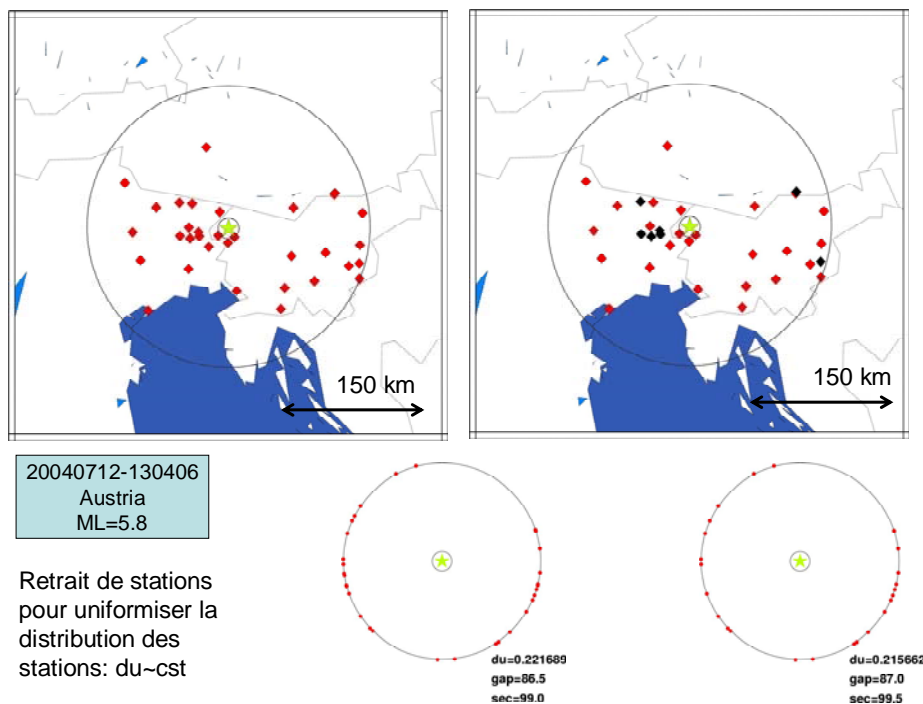 150 km
150 km
20040712-130406
Austria
ML=5.8
Retrait de stations
pour uniformiser la
distribution des
stations: du~cst
du=0.221689
gap=86.5
sec=99.0
du=0.215662
gap=87.0
sec=99.5